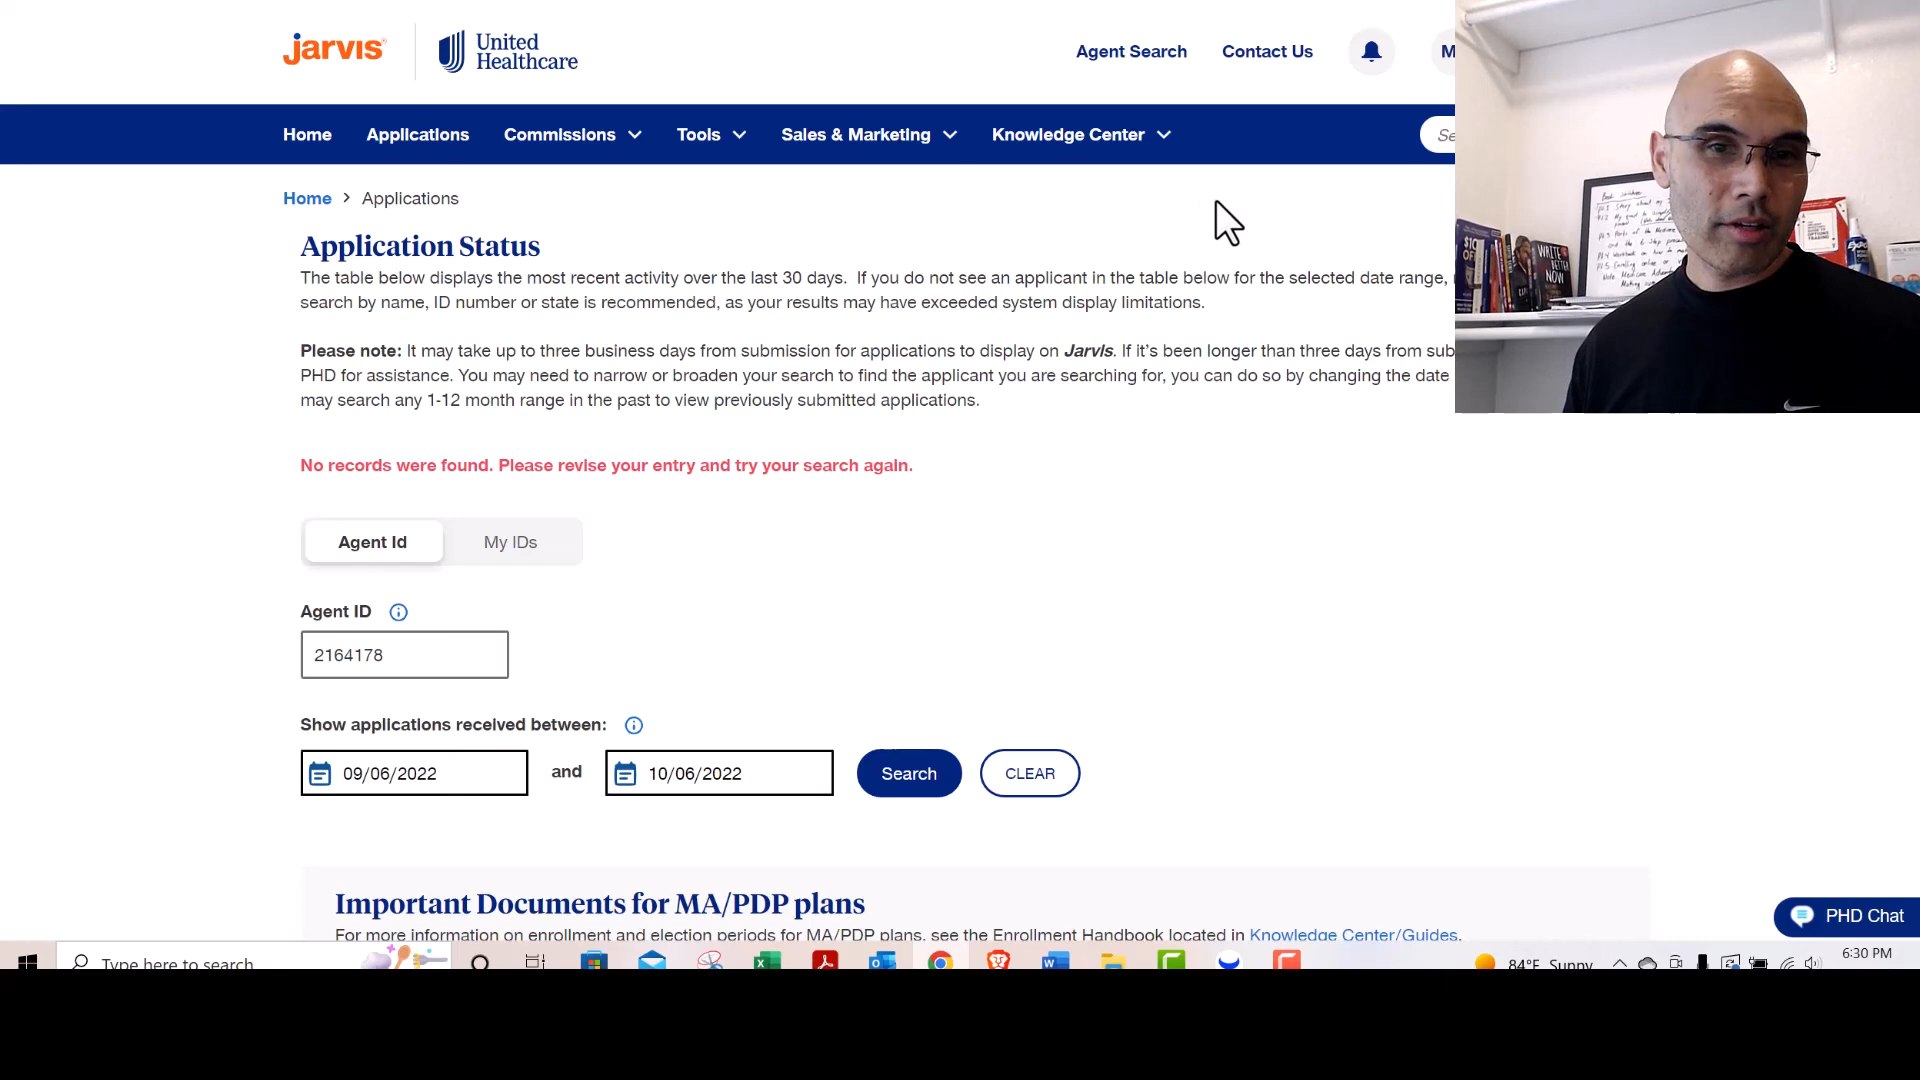 jarvis
United
Healthcare
Agent Search
Contact Us
M
Home
Applications
Commissions
Tools
Sales & Marketing
Knowledge Center
Se
Home > Applications
Application Status
The table below displays the most recent activity over the last 30 days. If you do not see an applicant in the table below for the selected date range,
search by name, ID number or state is recommended, as your results may have exceeded system display limitations.
Please note: It may take up to three business days from submission for applications to display on Jarvis. If it's been longer than three days from sub
PHD for assistance. You may need to narrow or broaden your search to find the applicant you are searching for, you can do so by changing the date
may search any 1-12 month range in the past to view previously submitted applications.
No records were found. Please revise your entry and try your search again.
Agent Id
My IDs
Agent ID
2164178
Show applications received between:
09/06/2022
and
10/06/2022
Search
CLEAR
Important Documents for MA/PDP plans
For more information on enrollment and election periods for MA/PDP plans, see the Enrollment Handbook located in Knowledge Center/Guides.
PHD Chat
Type here to search
84°F Sunny
6:30 PM
WRITE
BETTER
NOW
EXPO